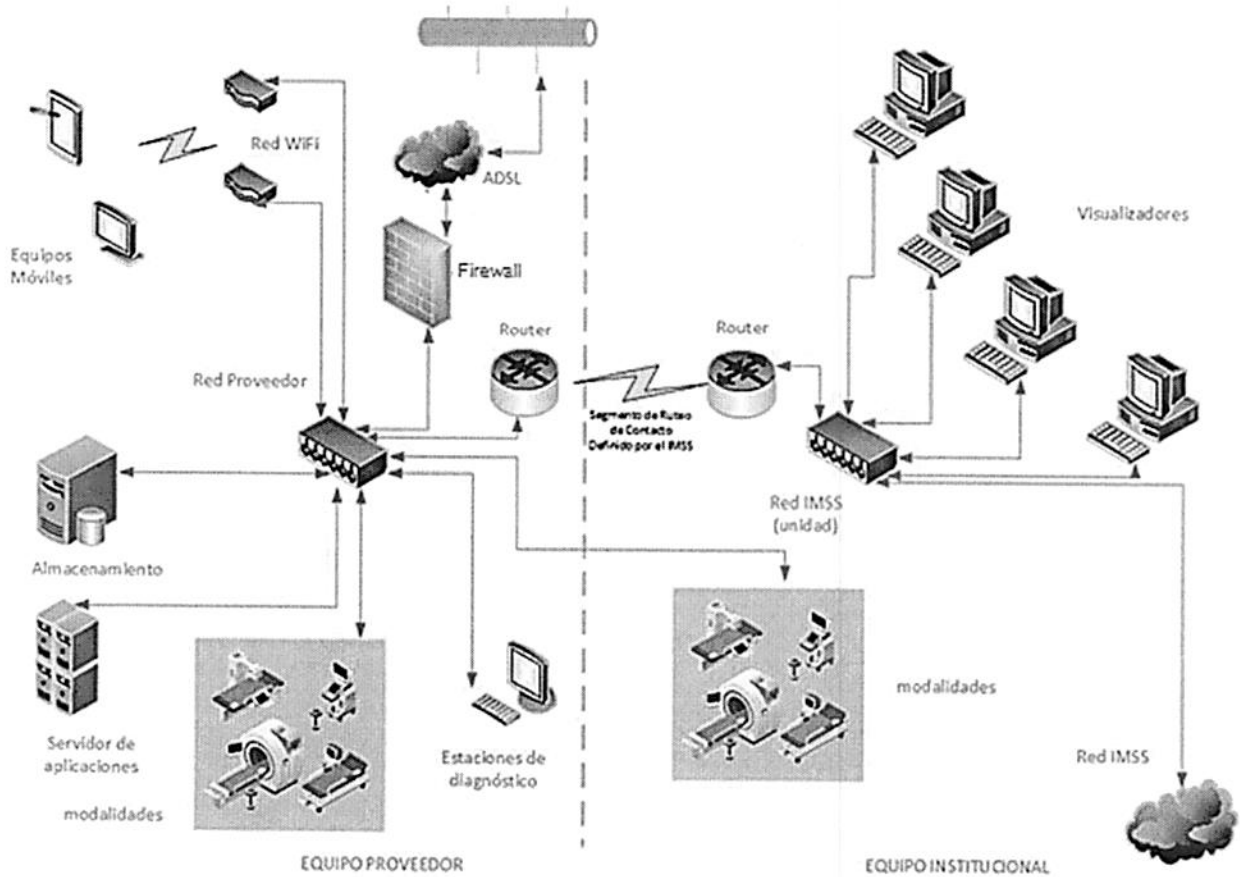 Red WiFi
ADSL
Equipos
Móviles
Firewall
Visualizadores
Router
Router
Red Proveedor
Segmento de Ruteo
de Contacto
Definido por el IMSS
Red IMSS
(unidad)
Almacenamiento
modalidades
Servidor de
aplicaciones
Estaciones de
diagnóstico
Red IMSS
modalidades
EQUIPO PROVEEDOR
EQUIPO INSTITUCIONAL